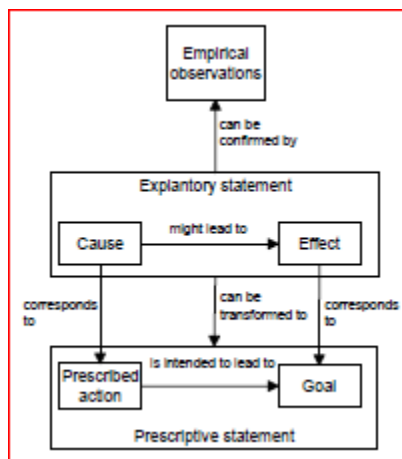 Empirical
observations
can be
confirmed by
Explantory statement
might lead to
Cause
Effect
corresponds
to
can be
transformed to
corresponds
to
is intended to lead to
Prescribed
action
Goal
Prescriptive statement